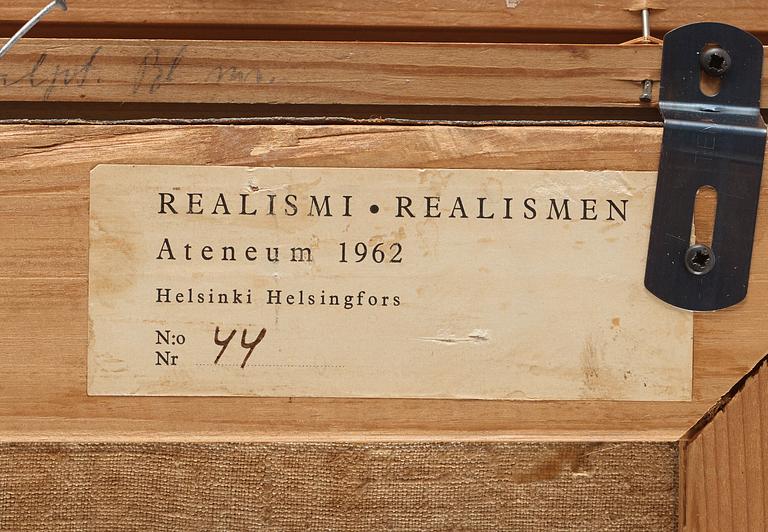 REALISMI • REALISMEN
Ateneum 1962
Helsinki Helsingfors
N:o
Nr 44